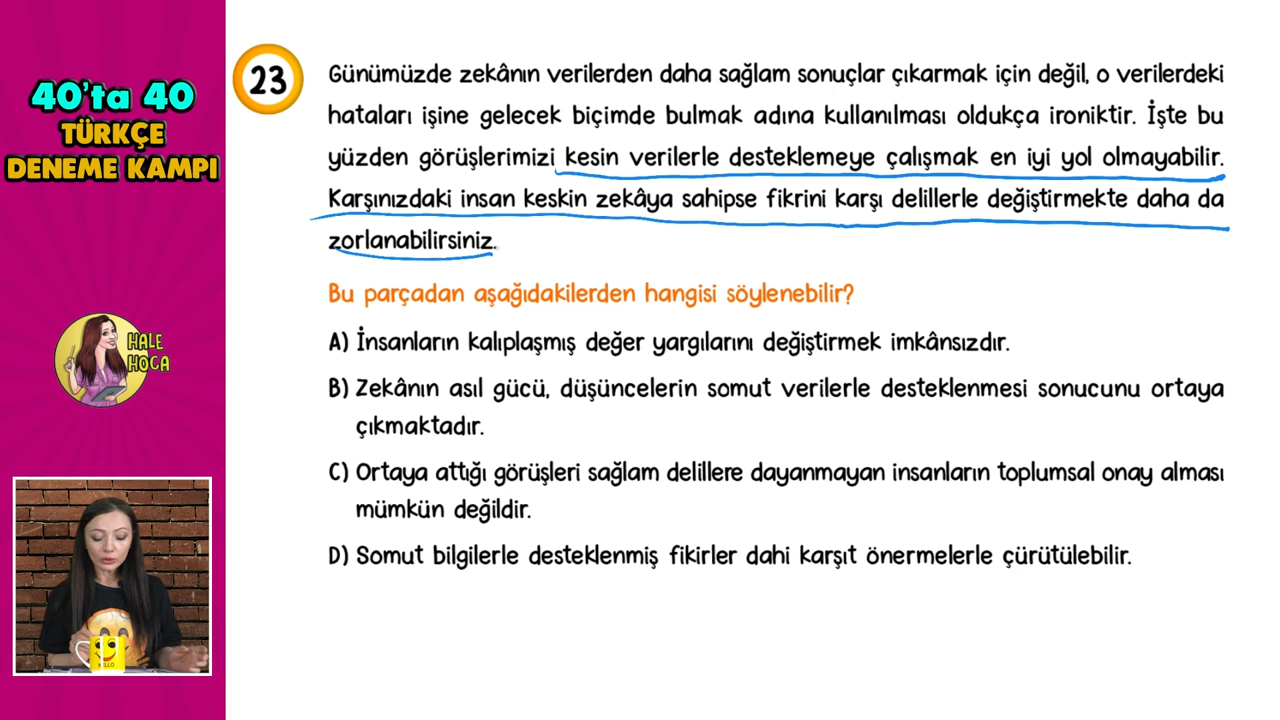 40'ta 40
TÜRKÇE
DENEME KAMPI
HALE
HOCA
HELLO
23
Günümüzde zekânın verilerden daha sağlam sonuçlar çıkarmak için değil, o verilerdeki
hataları işine gelecek biçimde bulmak adına kullanılması oldukça ironiktir. İşte bu
yüzden görüşlerimizi kesin verilerle desteklemeye çalışmak en iyi yol olmayabilir.
Karşınızdaki insan keskin zekâya sahipse fikrini karşı delillerle değiştirmekte daha da
zorlanabilirsiniz.
Bu parçadan aşağıdakilerden hangisi söylenebilir?
A) İnsanların kalıplaşmış değer yargılarını değiştirmek imkânsızdır.
B) Zekânın asıl gücü, düşüncelerin somut verilerle desteklenmesi sonucunu ortaya
çıkmaktadır.
C) Ortaya attığı görüşleri sağlam delillere dayanmayan insanların toplumsal onay alması
mümkün değildir.
D) Somut bilgilerle desteklenmiş fikirler dahi karşıt önermelerle çürütülebilir.